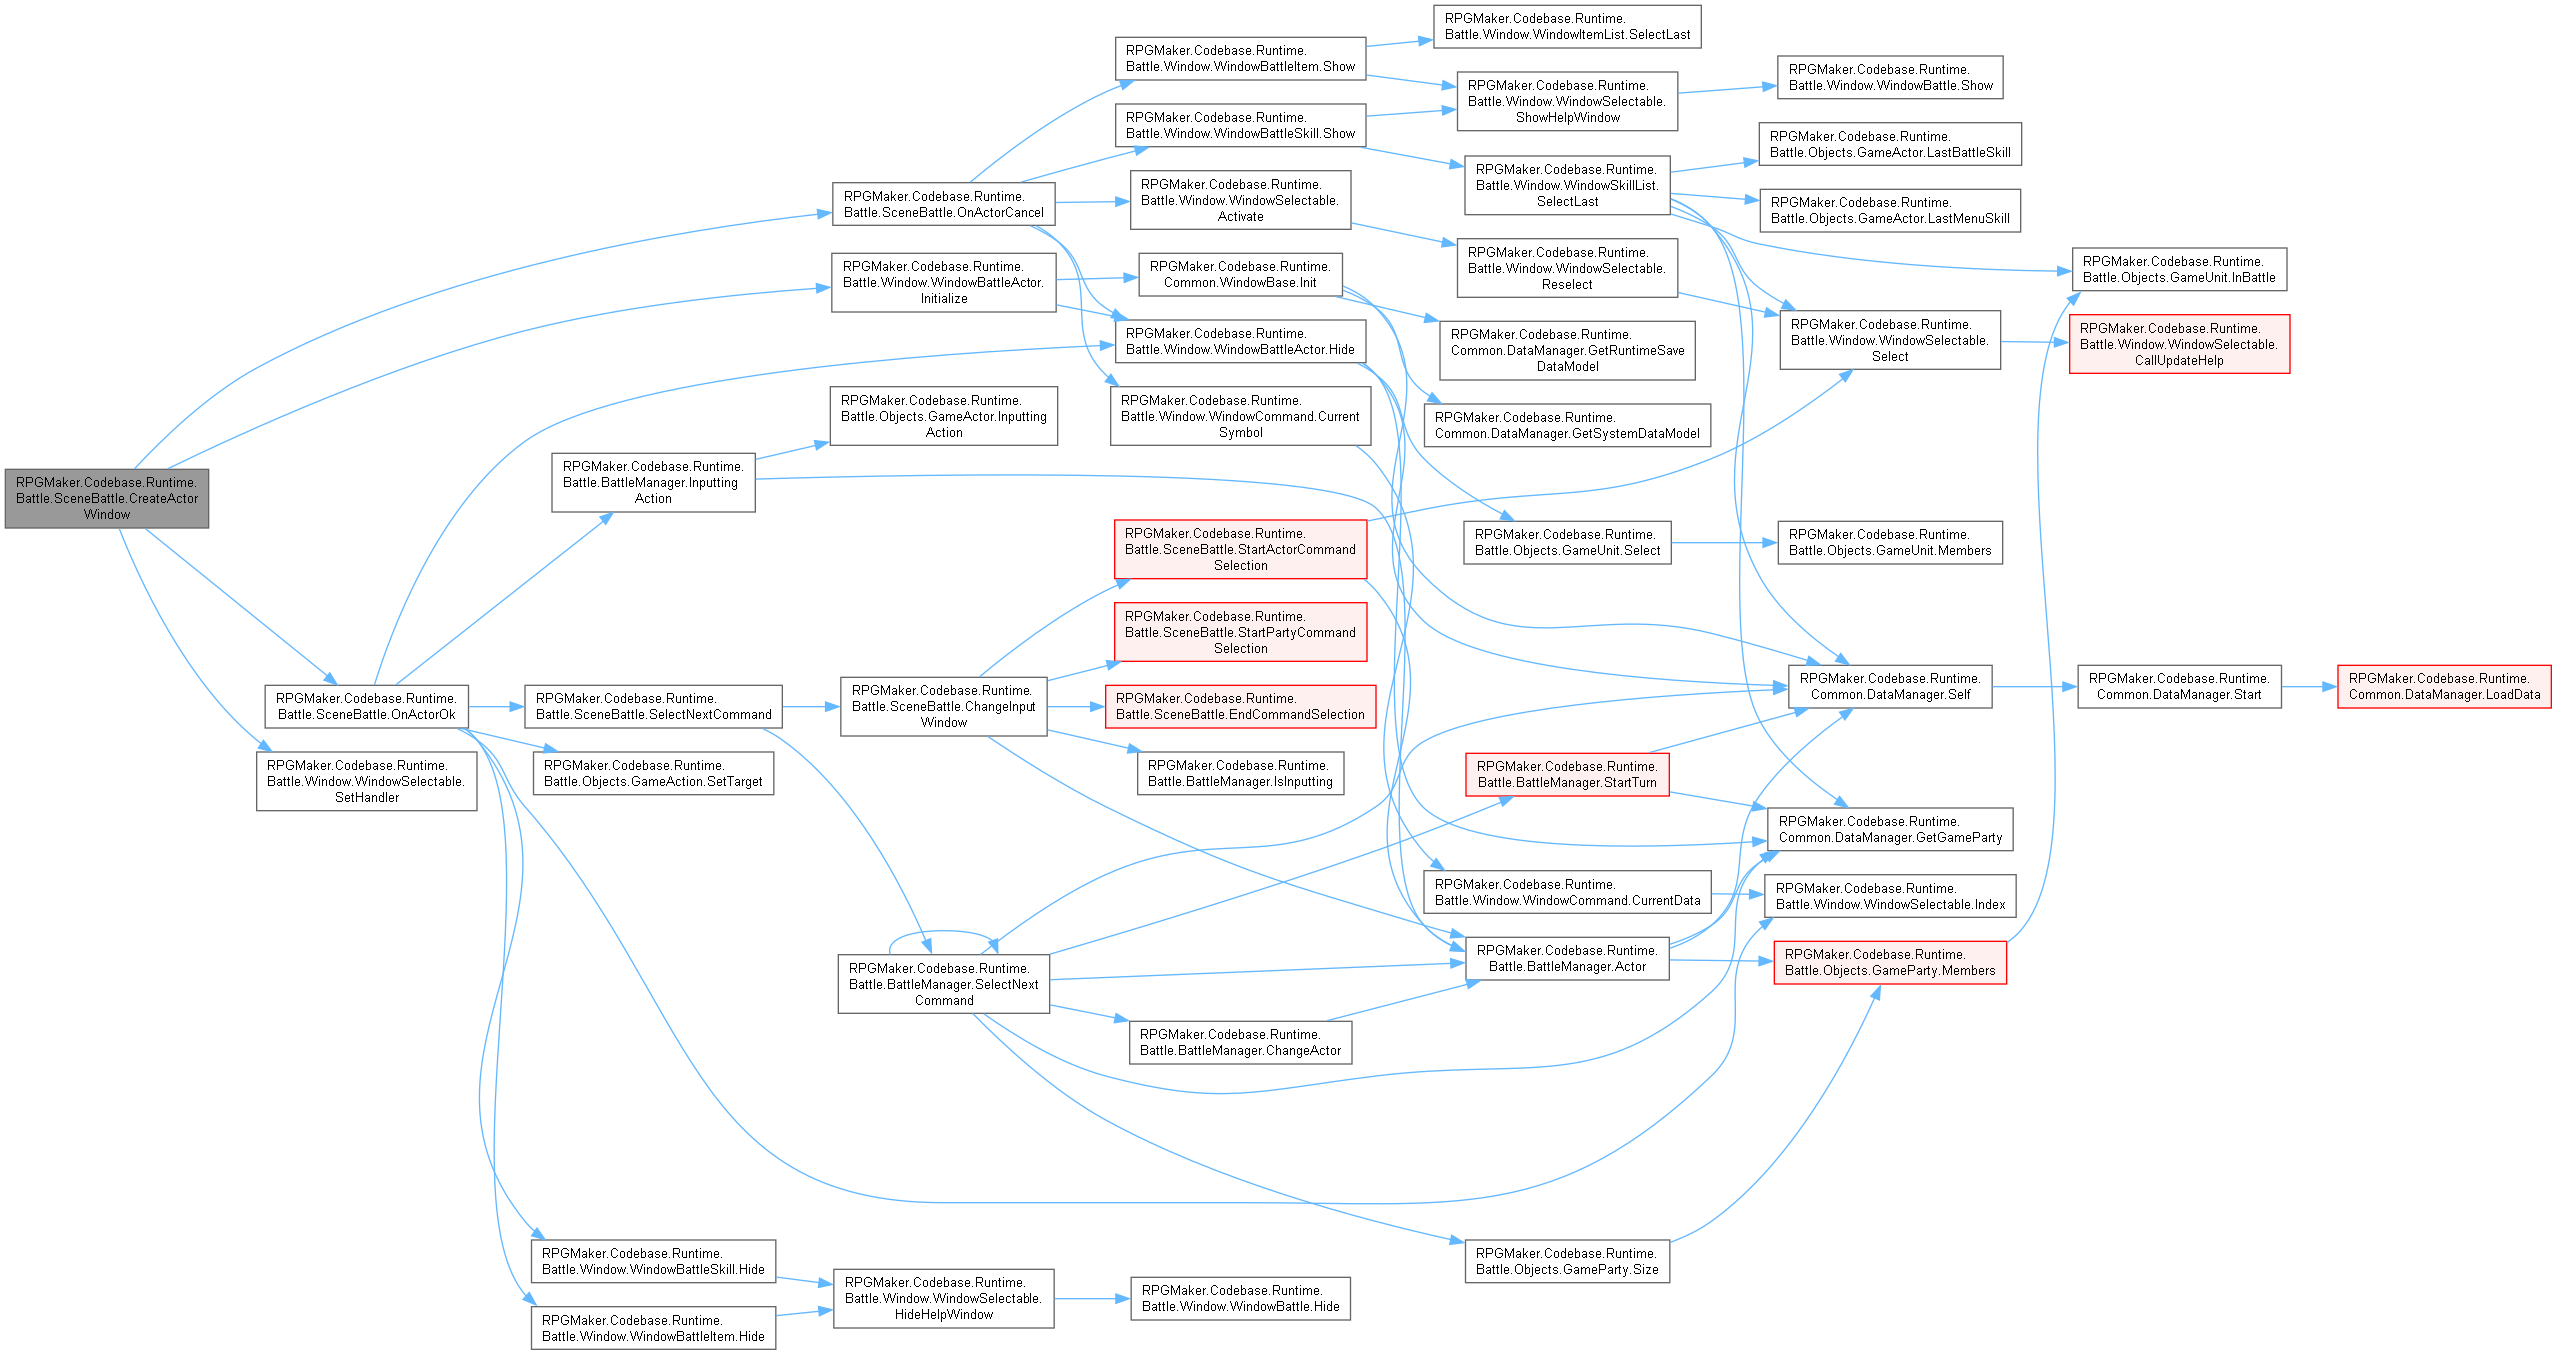 RPGMaker.Codebase.Runtime.
Battle.SceneBattle.CreateActor
Window
RPGMaker.Codebase.Runtime.
Battle.SceneBattle.OnActorOk
RPGMaker.Codebase.Runtime.
Battle.Window.WindowSelectable.
SetHandler
RPGMaker.Codebase.Runtime.
Battle.BattleManager.Inputting
Action
RPGMaker.Codebase.Runtime.
Battle.SceneBattle.SelectNextCommand
RPGMaker.Codebase.Runtime.
Battle.Objects.GameAction.SetTarget
RPGMaker.Codebase.Runtime.
Battle.Window.WindowBattleSkill.Hide
RPGMaker.Codebase.Runtime.
Battle.Window.WindowBattleItem.Hide
RPGMaker.Codebase.Runtime.
Battle.SceneBattle.OnActorCancel
RPGMaker.Codebase.Runtime.
Battle.Window.WindowBattleActor.
Initialize
RPGMaker.Codebase.Runtime.
Battle.Objects.GameActor.Inputting
Action
RPGMaker.Codebase.Runtime.
Battle.SceneBattle.ChangeInput
Window
RPGMaker.Codebase.Runtime.
Battle.BattleManager.SelectNext
Command
RPGMaker.Codebase.Runtime.
Battle.Window.WindowSelectable.
HideHelpWindow
RPGMaker.Codebase.Runtime.
Battle.Window.WindowBattleItem.Show
RPGMaker.Codebase.Runtime.
Battle.Window.WindowBattleSkill.Show
RPGMaker.Codebase.Runtime.
Battle.Window.WindowSelectable.
Activate
RPGMaker.Codebase.Runtime.
Common.WindowBase.Init
RPGMaker.Codebase.Runtime.
Battle.Window.WindowBattleActor.Hide
RPGMaker.Codebase.Runtime.
Battle.Window.WindowCommand.Current
Symbol
RPGMaker.Codebase.Runtime.
Battle.SceneBattle.StartActorCommand
Selection
RPGMaker.Codebase.Runtime.
Battle.SceneBattle.StartPartyCommand
Selection
RPGMaker.Codebase.Runtime.
Battle.SceneBattle.EndCommandSelection
RPGMaker.Codebase.Runtime.
Battle.BattleManager.IsInputting
RPGMaker.Codebase.Runtime.
Battle.BattleManager.ChangeActor
RPGMaker.Codebase.Runtime.
Battle.Window.WindowBattle.Hide
RPGMaker.Codebase.Runtime.
Battle.Window.WindowItemList.SelectLast
RPGMaker.Codebase.Runtime.
Battle.Window.WindowSelectable.
ShowHelpWindow
RPGMaker.Codebase.Runtime.
Battle.Window.WindowSkillList.
SelectLast
RPGMaker.Codebase.Runtime.
Battle.Window.WindowSelectable.
Reselect
RPGMaker.Codebase.Runtime.
Common.DataManager.GetRuntimeSave
DataModel
RPGMaker.Codebase.Runtime.
Common.DataManager.GetSystemDataModel
RPGMaker.Codebase.Runtime.
Battle.Objects.GameUnit.Select
RPGMaker.Codebase.Runtime.
Battle.BattleManager.StartTurn
RPGMaker.Codebase.Runtime.
Battle.Window.WindowCommand.CurrentData
RPGMaker.Codebase.Runtime.
Battle.BattleManager.Actor
RPGMaker.Codebase.Runtime.
Battle.Objects.GameParty.Size
RPGMaker.Codebase.Runtime.
Battle.Window.WindowBattle.Show
RPGMaker.Codebase.Runtime.
Battle.Objects.GameActor.LastBattleSkill
RPGMaker.Codebase.Runtime.
Battle.Objects.GameActor.LastMenuSkill
RPGMaker.Codebase.Runtime.
Battle.Window.WindowSelectable.
Select
RPGMaker.Codebase.Runtime.
Battle.Objects.GameUnit.Members
RPGMaker.Codebase.Runtime.
Common.DataManager.Self
RPGMaker.Codebase.Runtime.
Common.DataManager.GetGameParty
RPGMaker.Codebase.Runtime.
Battle.Window.WindowSelectable.Index
RPGMaker.Codebase.Runtime.
Battle.Objects.GameParty.Members
RPGMaker.Codebase.Runtime.
Battle.Objects.GameUnit.InBattle
RPGMaker.Codebase.Runtime.
Battle.Window.WindowSelectable.
CallUpdateHelp
RPGMaker.Codebase.Runtime.
Common.DataManager.Start
RPGMaker.Codebase.Runtime.
Common.DataManager.LoadData